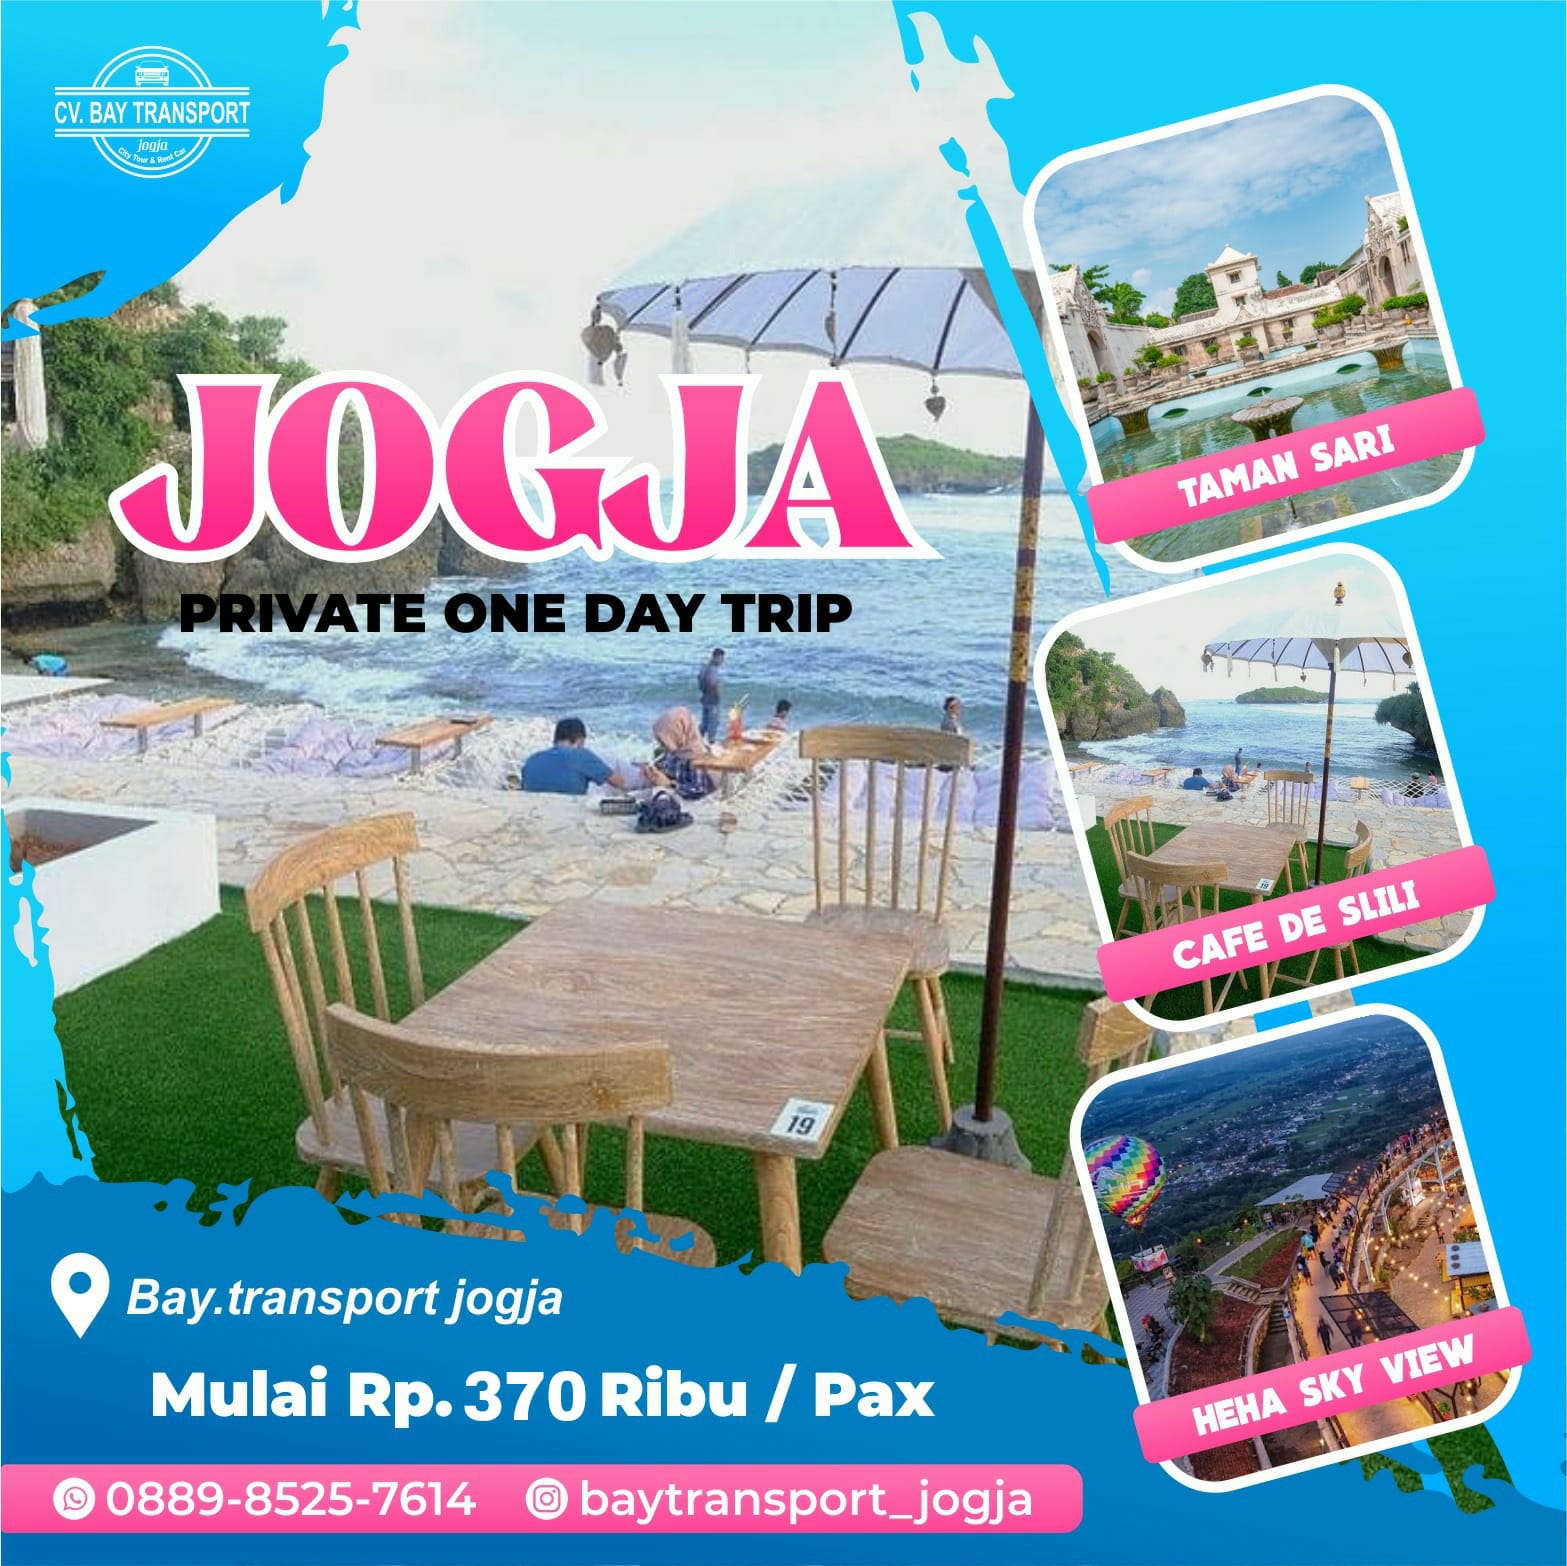 CV. BAY TRANSPORT
jogja
City Tour & Rent Car
JOGJA
PRIVATE ONE DAY TRIP
TAMAN SARI
CAFE DE SLILI
19
19
HEHA SKY VIEW
Bay.transport jogja
Mulai Rp. 370 Ribu / Pax
0889-8525-7614 baytransport_jogja